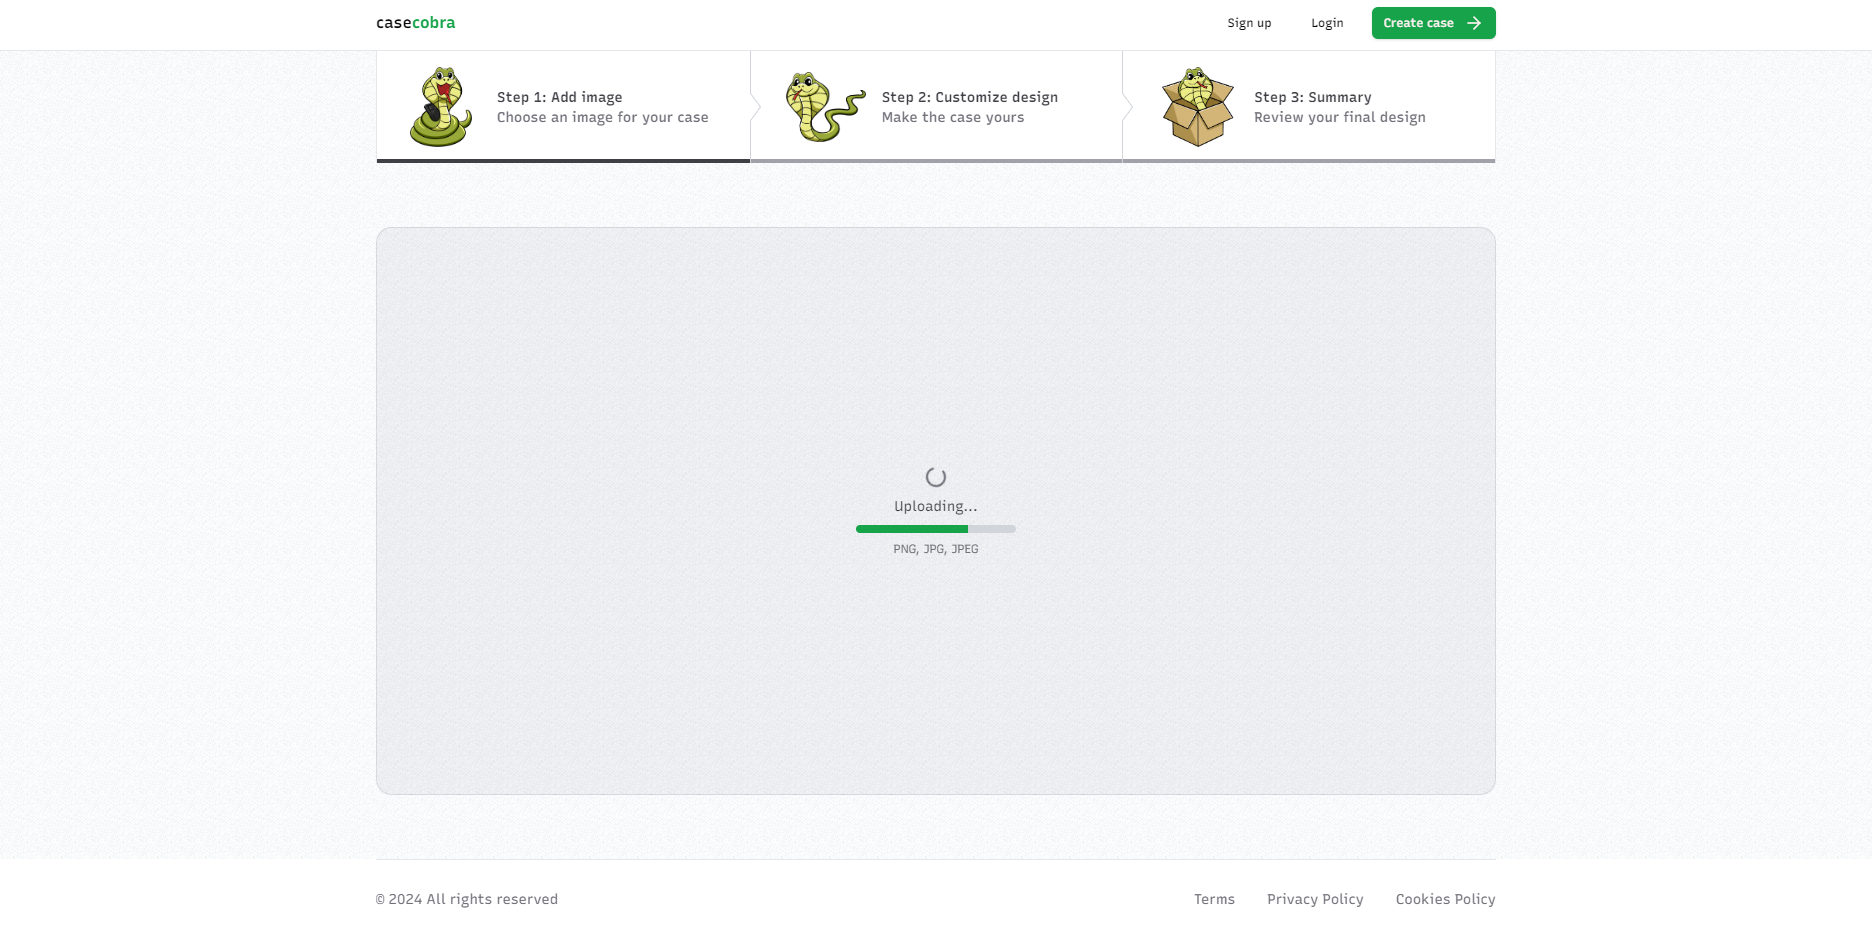 casecobra
Sign up
Login
Create case
Step 1: Add image
Choose an image for your case
Step 2: Customize design
Make the case yours
Step 3: Summary
Review your final design
Uploading...
PNG, JPG, JPEG
© 2024 All rights reserved
Terms
Privacy Policy
Cookies Policy